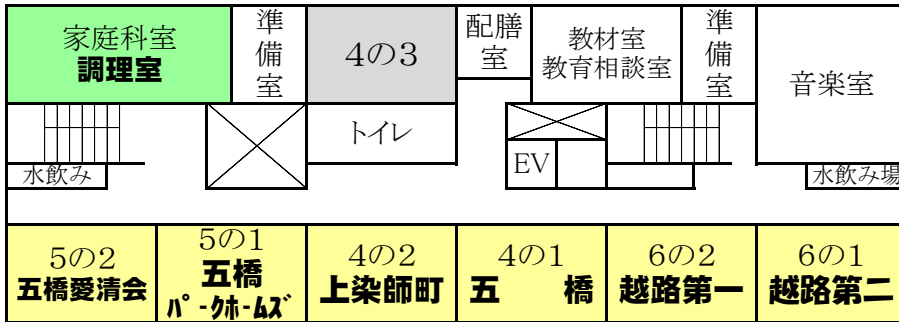 家庭科室
調理室
準備室
4の3
配膳室
教材室
教育相談室
準備室
音楽室
トイレ
EV
水飲み
水飲み場
5の2
五橋愛清会
5の1
五橋
パークホームズ
4の2
上染師町
4の1
五 橋
6の2
越路第一
6の1
越路第二